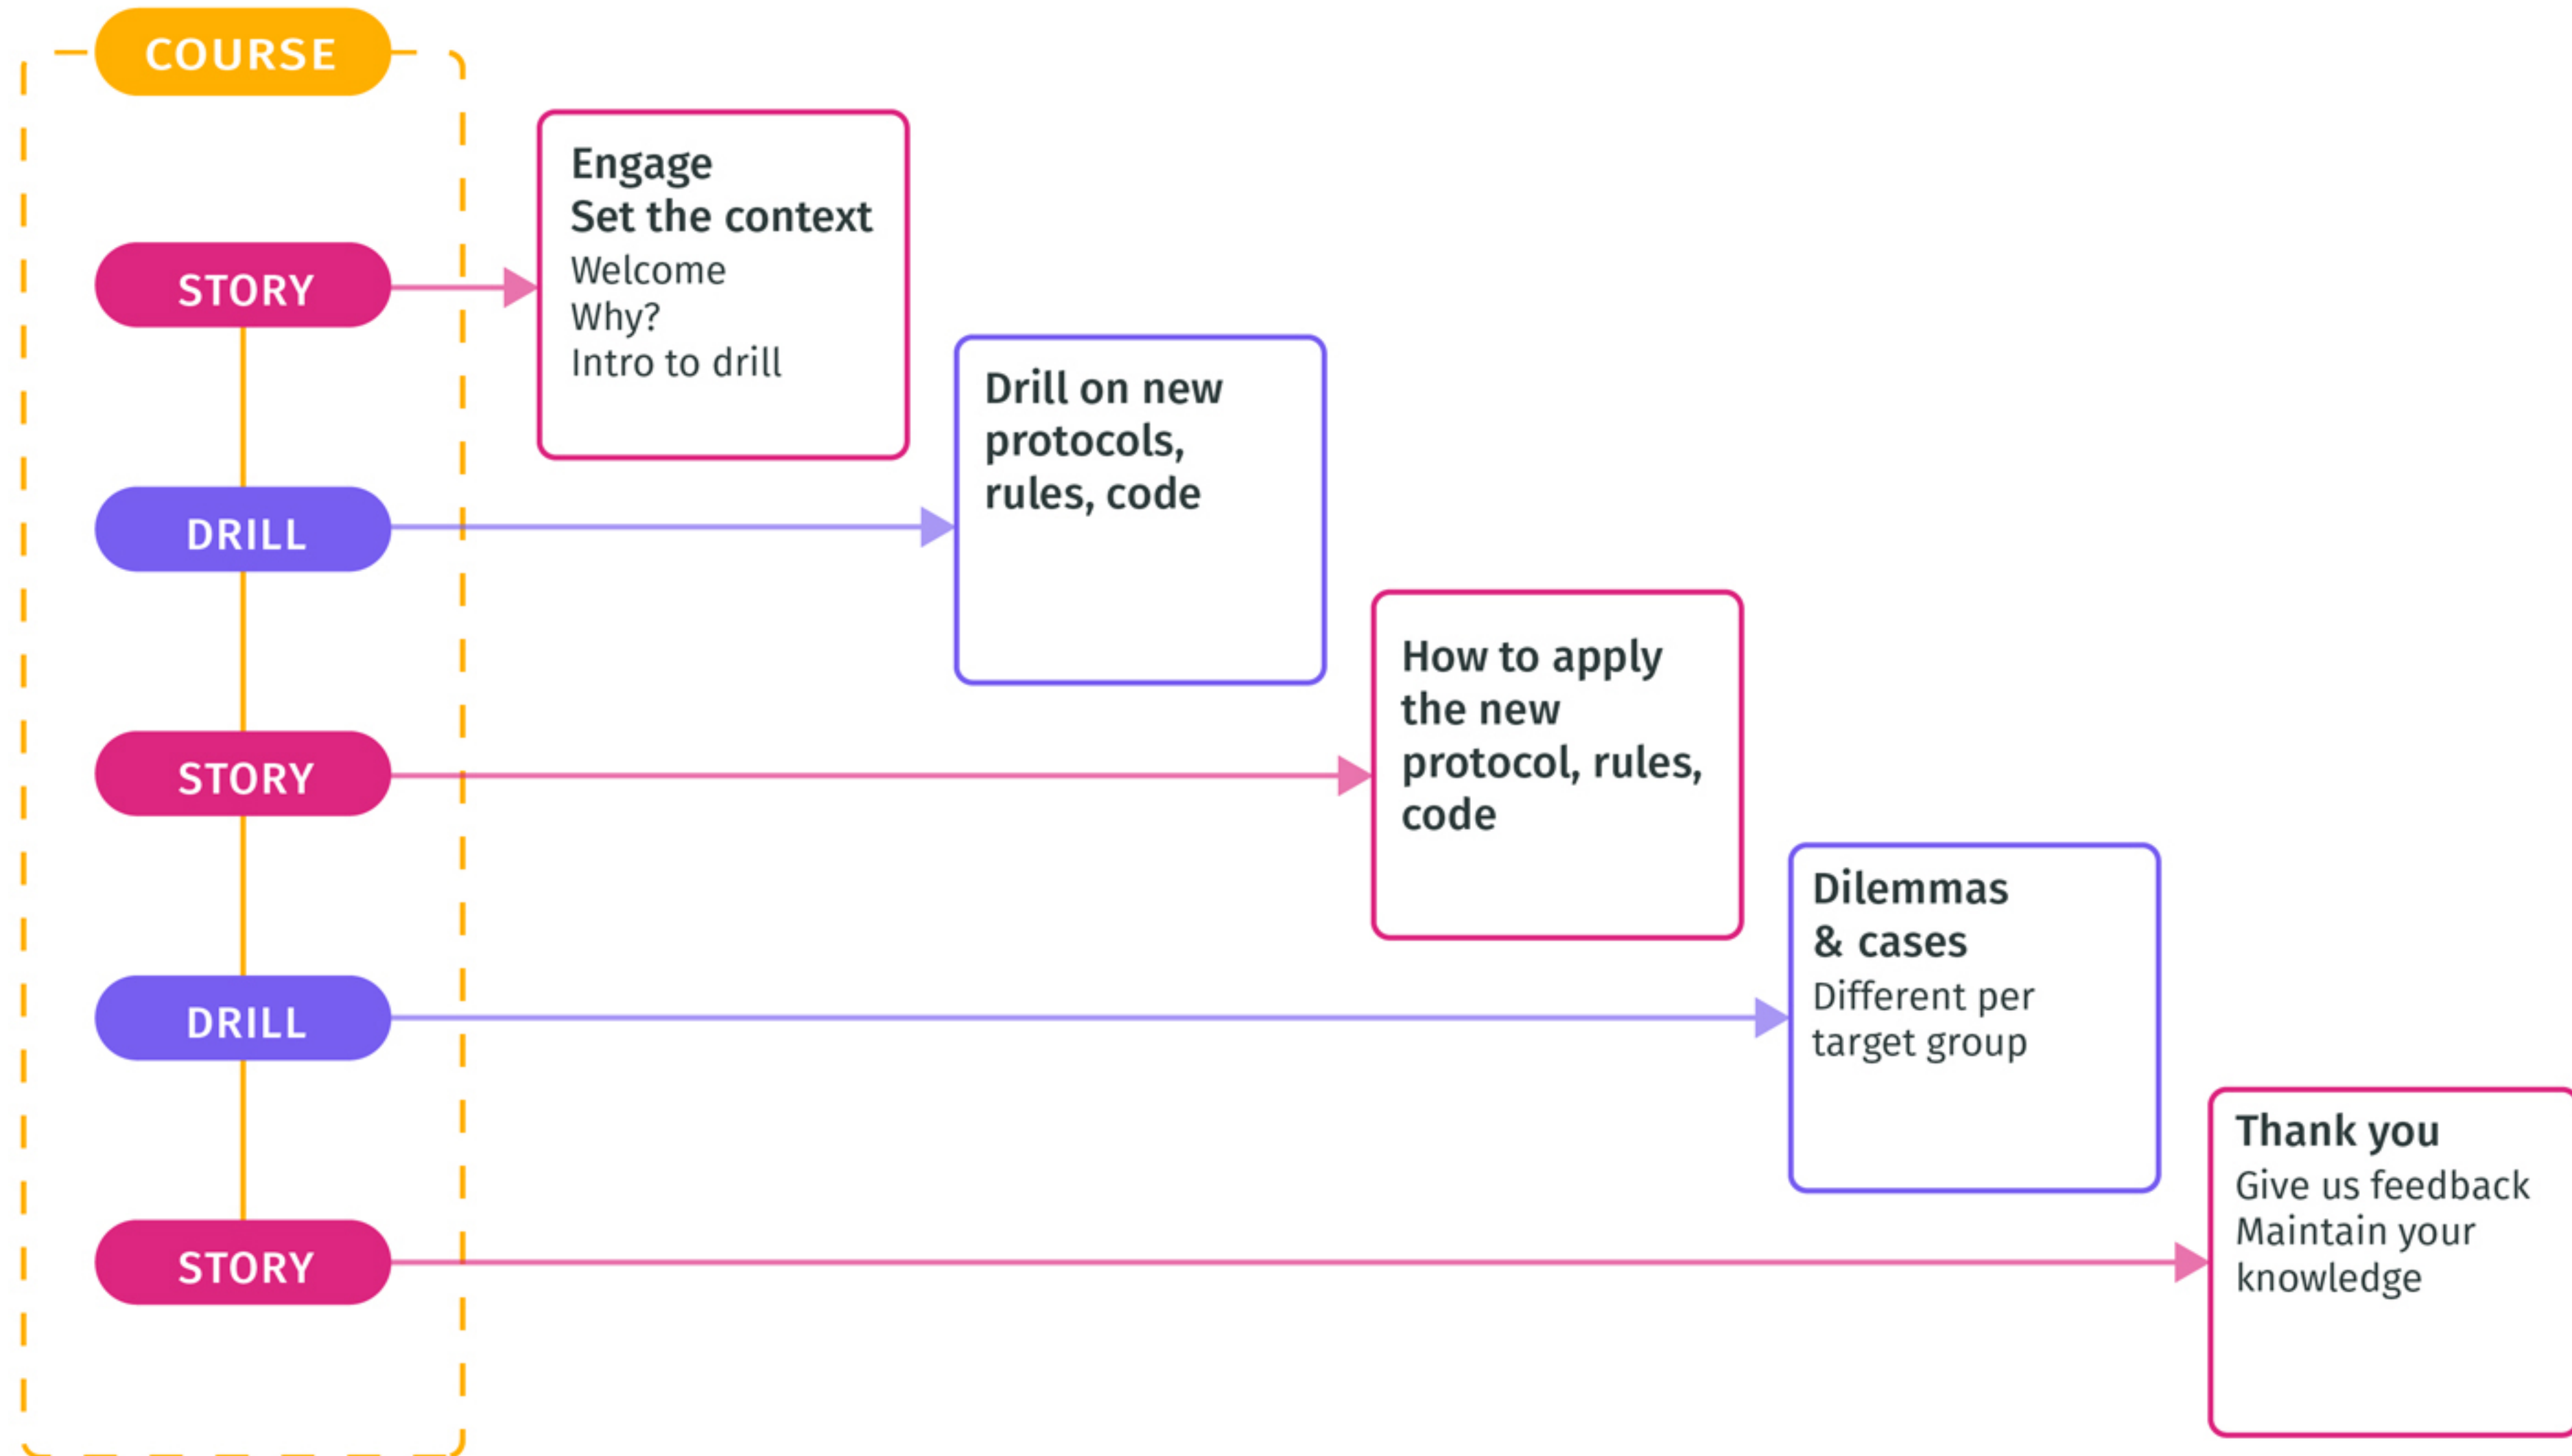 COURSE
STORY
Engage
Set the context
Welcome
Why?
Intro to drill
DRILL
Drill on new
protocols,
rules, code
STORY
How to apply
the new
protocol, rules,
code
DRILL
Dilemmas
& cases
Different per
target group
STORY
Thank you
Give us feedback
Maintain your
knowledge